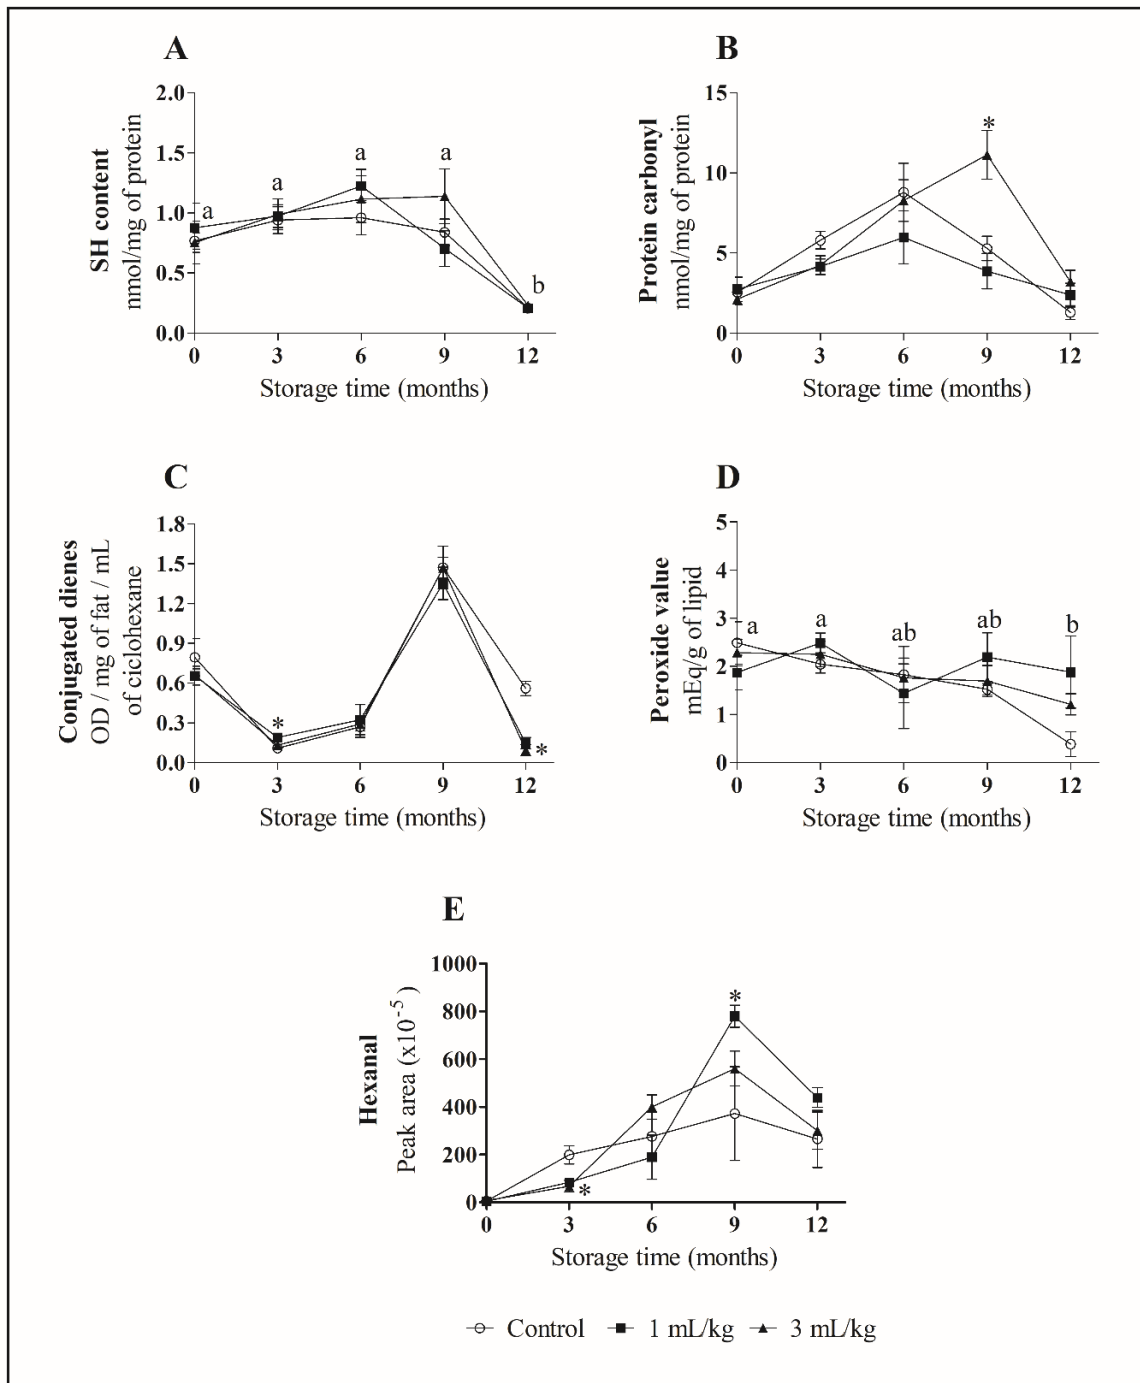 A
SH content
nmol/mg of protein
2.0
1.5
1.0
0.5
0.0
a
a
a
a
b
0 3 6 9 12
Storage time (months)
B
Protein carbonyl
nmol/mg of protein
15
10
5
0
*
0 3 6 9 12
Storage time (months)
C
Conjugated dienes
OD / mg of fat / mL
of ciclohexane
1.8
1.5
1.2
0.9
0.6
0.3
0.0
*
*
0 3 6 9 12
Storage time (months)
D
Peroxide value
mEq/g of lipid
5
4
3
2
1
0
a
a
ab
ab
b
0 3 6 9 12
Storage time (months)
E
Hexanal
Peak area (x10⁻⁵)
1000
800
600
400
200
0
*
*
0 3 6 9 12
Storage time (months)
Control 1 mL/kg 3 mL/kg